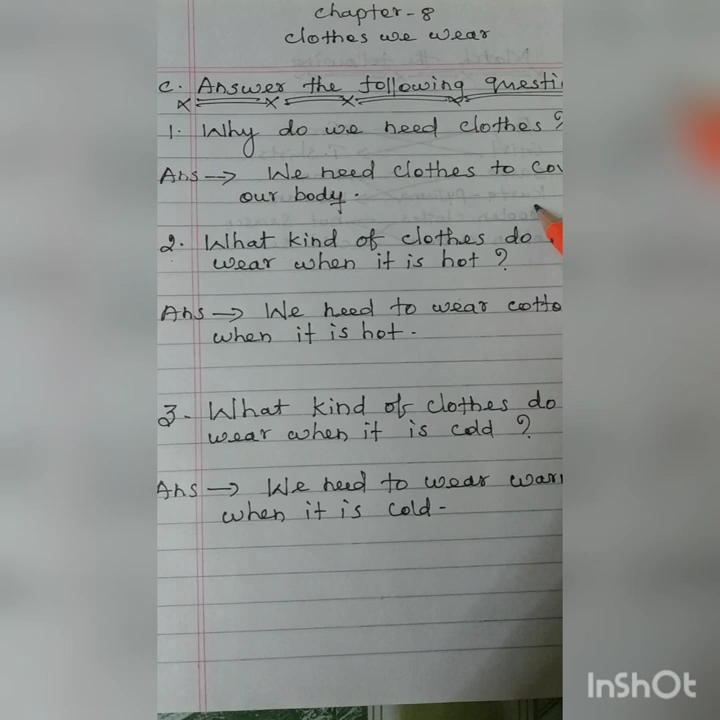 chapter-8
clothes we wear
C. Answer the following questi
1. Why do we need clothes?
Ans → We need clothes to cov
our body.
2. What kind of clothes do
wear when it is hot?
Ans → We need to wear cotto
when it is hot.
3. What kind of clothes do
wear when it is cold?
Ans → We need to wear warm
when it is cold-
InShOt